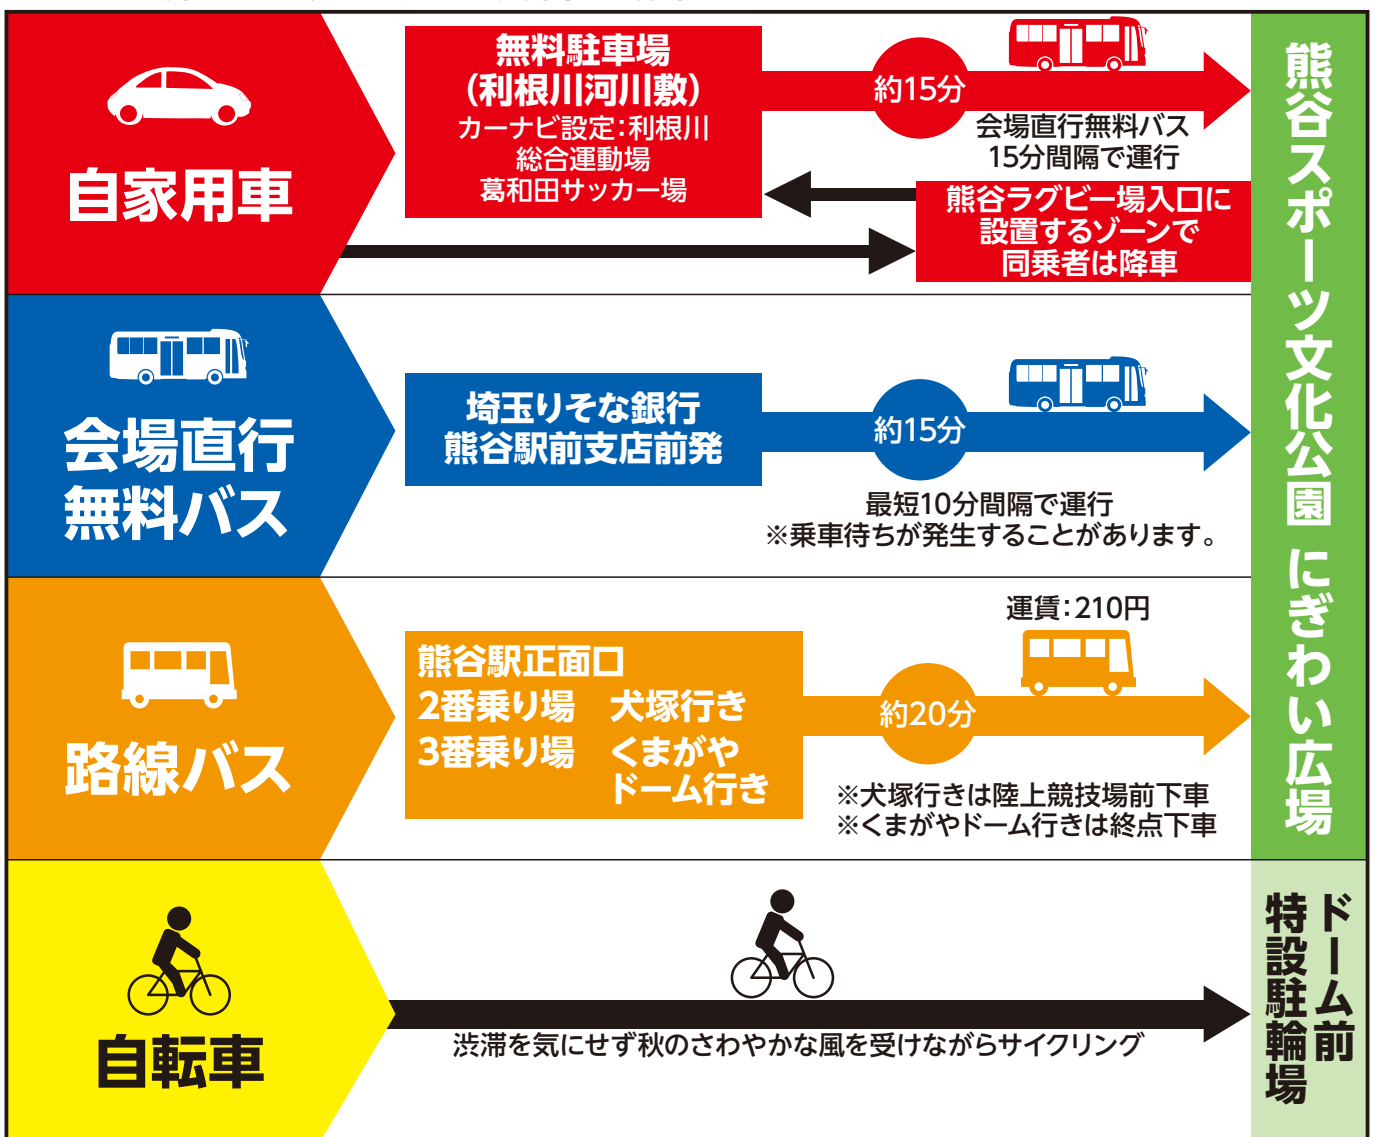 自家用車
無料駐車場
(利根川河川敷)
カーナビ設定：利根川
総合運動場
葛和田サッカー場
約15分
会場直行無料バス
15分間隔で運行
熊谷ラグビー場入口に
設置するゾーンで
同乗者は降車
会場直行
無料バス
埼玉りそな銀行
熊谷駅前支店前発
約15分
最短10分間隔で運行
※乗車待ちが発生することがあります。
路線バス
熊谷駅正面口
2番乗り場　犬塚行き
3番乗り場　くまがや
ドーム行き
約20分
運賃：210円
※犬塚行きは陸上競技場前下車
※くまがやドーム行きは終点下車
自転車
渋滞を気にせず秋のさわやかな風を受けながらサイクリング
熊谷スポーツ文化公園 にぎわい広場
ドーム前
特設駐輪場